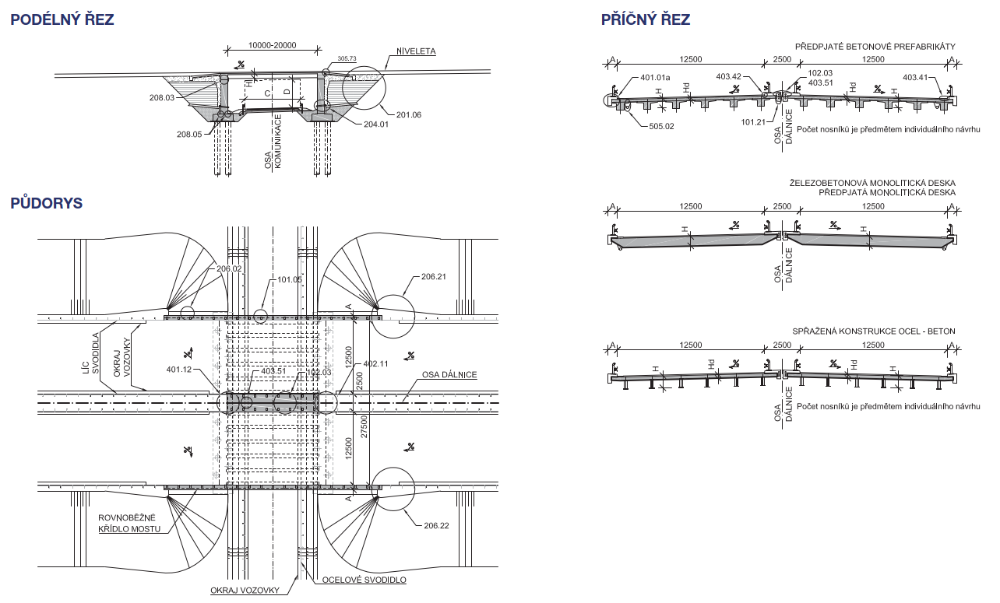 PODÉLNÝ ŘEZ
10000-20000
%
305.73
NIVELETA
H
C
D
208.03
201.06
204.01
208.05
OSA
KOMUNIKACE
PŮDORYS
206.02
101.05
206.21
A
LÍC
SVODIDLA
OKRAJ
VOZOVKY
%
12500
%
401.12
403.51
102.03
402.11
2500
OSA DÁLNICE
27500
%
12500
%
A
ROVNOBĚŽNÉ
KŘÍDLO MOSTU
206.22
OCELOVÉ SVODIDLO
OKRAJ VOZOVKY
PŘÍČNÝ ŘEZ
PŘEDPJATÉ BETONOVÉ PREFABRIKÁTY
A 12500 2500 12500 A
401.01a
403.42
102.03
403.51
403.41
H Hd % % Hd H
505.02
101.21
OSA
DÁLNICE
Počet nosníků je předmětem individuálního návrhu
ŽELEZOBETONOVÁ MONOLITICKÁ DESKA
PŘEDPJATÁ MONOLITICKÁ DESKA
A 12500 2500 12500 A
H % % H
OSA
DÁLNICE
SPŘAŽENÁ KONSTRUKCE OCEL - BETON
A 12500 2500 12500 A
H Hd % % Hd H
OSA
DÁLNICE
Počet nosníků je předmětem individuálního návrhu